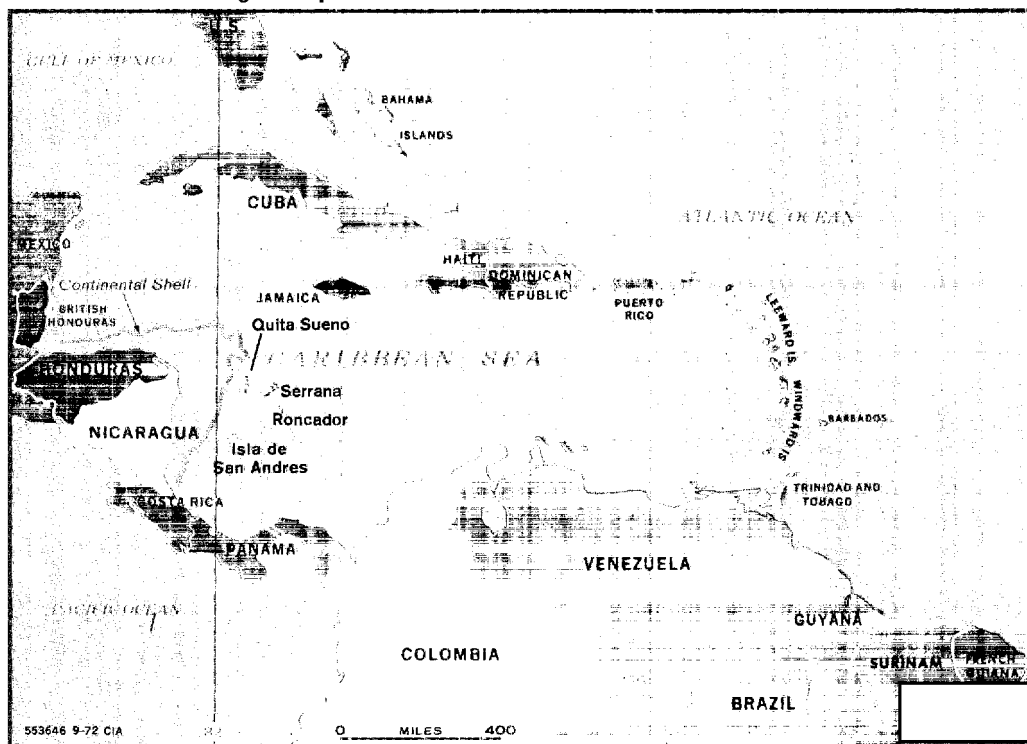 U.S.
GULF OF MEXICO
BAHAMA
ISLANDS
CUBA
ATLANTIC OCEAN
MEXICO
HAITI
DOMINICAN
REPUBLIC
Continental Shelf
JAMAICA
PUERTO
RICO
BRITISH
HONDURAS
Quita Sueno
LEEWARD IS.
CARIBBEAN SEA
HONDURAS
Serrana
WINDWARD IS
Roncador
BARBADOS
NICARAGUA
Isla de
San Andres
COSTA RICA
TRINIDAD AND
TOBAGO
PANAMA
VENEZUELA
PACIFIC OCEAN
GUYANA
COLOMBIA
SURINAM
FRENCH
GUIANA
BRAZIL
553646 9-72 CIA
0 MILES 400